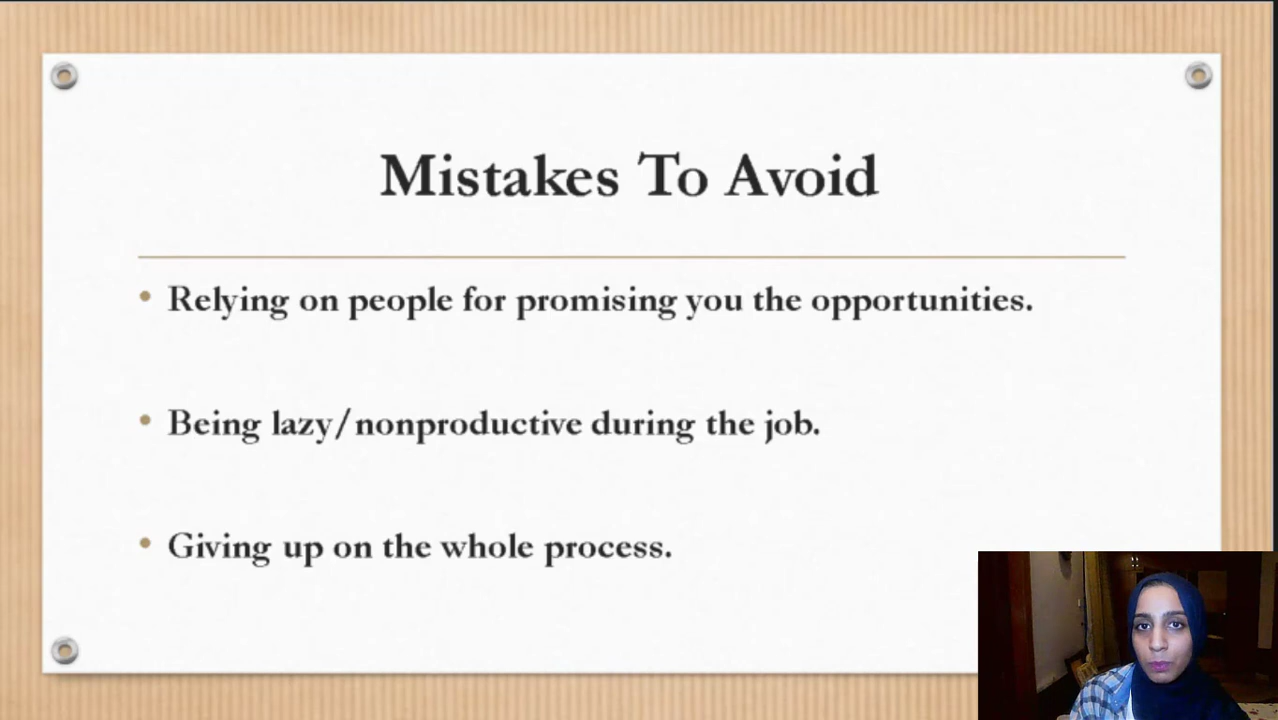 Mistakes To Avoid
Relying on people for promising you the opportunities.
Being lazy/nonproductive during the job.
Giving up on the whole process.